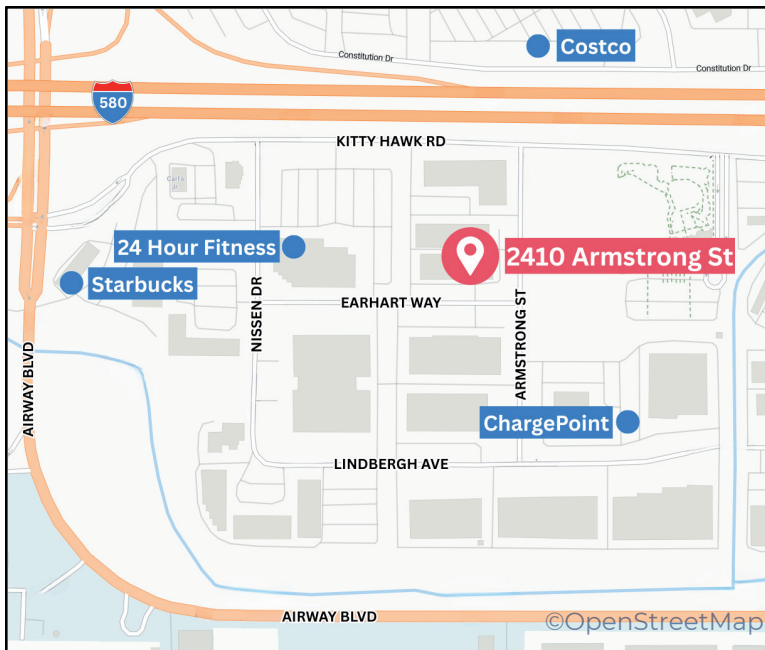 Costco
Constitution Dr
Constitution Dr
580
KITTY HAWK RD
24 Hour Fitness
2410 Armstrong St
Starbucks
NISSEN DR
EARHART WAY
ARMSTRONG ST
AIRWAY BLVD
ChargePoint
LINDBERGH AVE
AIRWAY BLVD
©OpenStreetMap